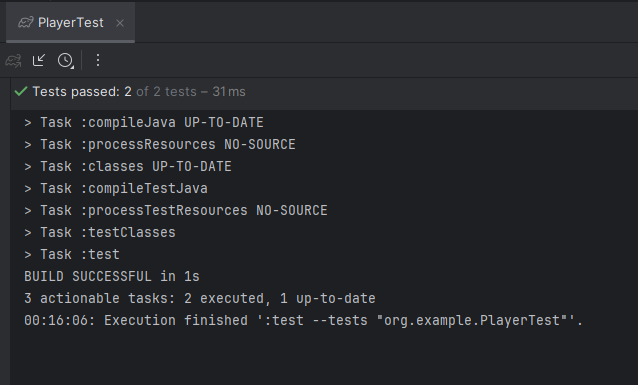 PlayerTest
Tests passed: 2 of 2 tests – 31 ms
> Task :compileJava UP-TO-DATE
> Task :processResources NO-SOURCE
> Task :classes UP-TO-DATE
> Task :compileTestJava
> Task :processTestResources NO-SOURCE
> Task :testClasses
> Task :test
BUILD SUCCESSFUL in 1s
3 actionable tasks: 2 executed, 1 up-to-date
00:16:06: Execution finished ':test --tests "org.example.PlayerTest"'.